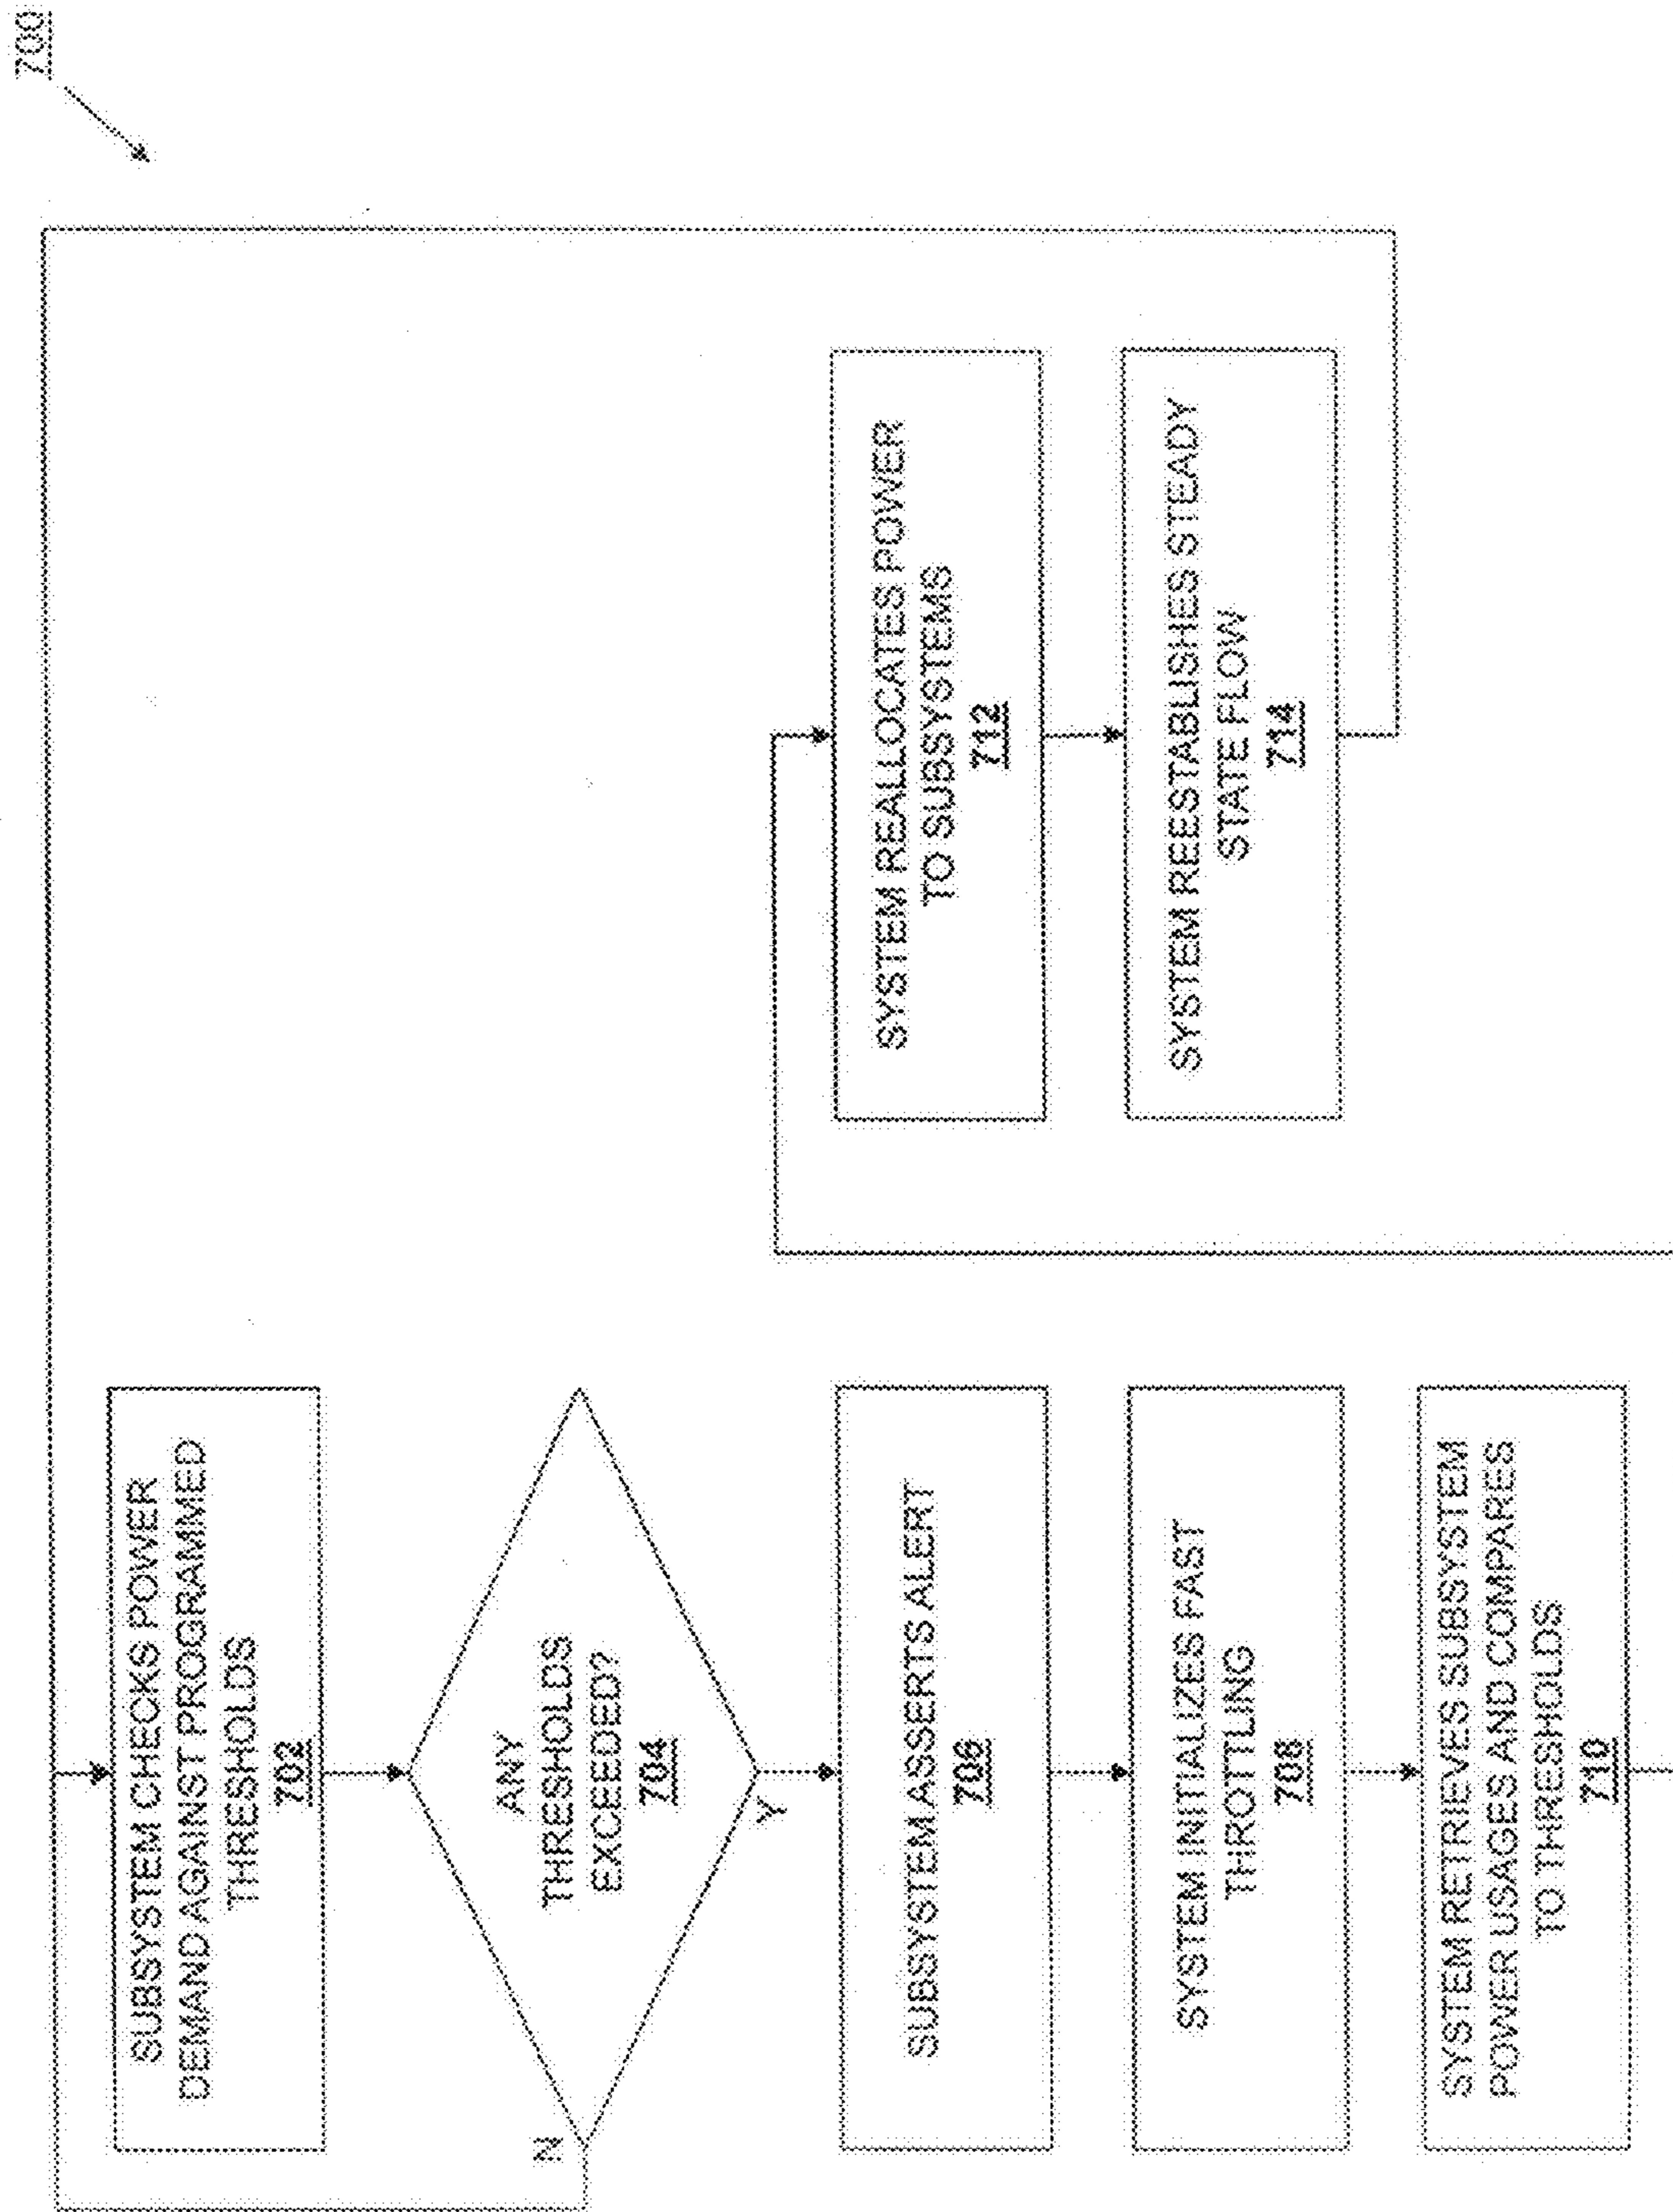 700
SUBSYSTEM CHECKS POWER
DEMAND AGAINST PROGRAMMED
THRESHOLDS
702
ANY
THRESHOLDS
EXCEEDED?
704
N
Y
SUBSYSTEM ASSERTS ALERT
706
SYSTEM INITIALIZES FAST
THROTTLING
708
SYSTEM RETRIEVES SUBSYSTEM
POWER USAGES AND COMPARES
TO THRESHOLDS
710
SYSTEM REALLOCATES POWER
TO SUBSYSTEMS
712
SYSTEM REESTABLISHES STEADY
STATE FLOW
714